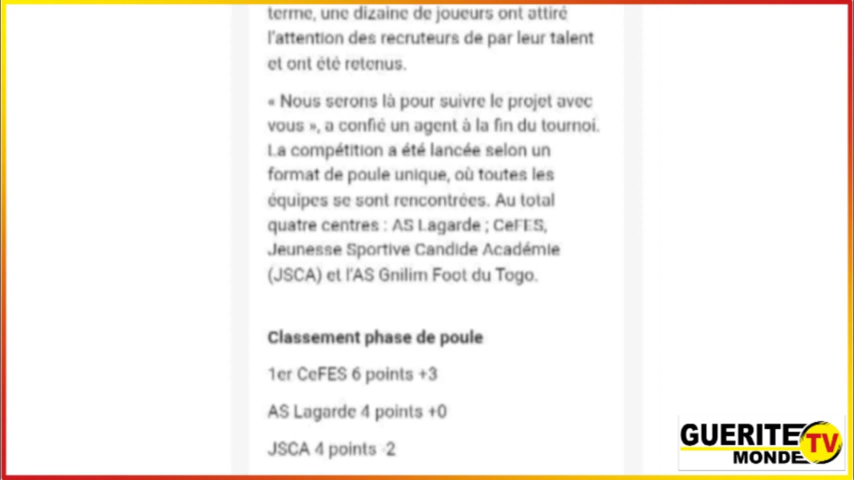 terme, une dizaine de joueurs ont attiré
l'attention des recruteurs de par leur talent
et ont été retenus.
« Nous serons là pour suivre le projet avec
vous », a confié un agent à la fin du tournoi.
La compétition a été lancée selon un
format de poule unique, où toutes les
équipes se sont rencontrées. Au total
quatre centres : AS Lagarde ; CeFES,
Jeunesse Sportive Candide Académie
(JSCA) et l'AS Gnilim Foot du Togo.
Classement phase de poule
1er CeFES 6 points +3
AS Lagarde 4 points +0
JSCA 4 points -2
GUERITE TV
MONDE